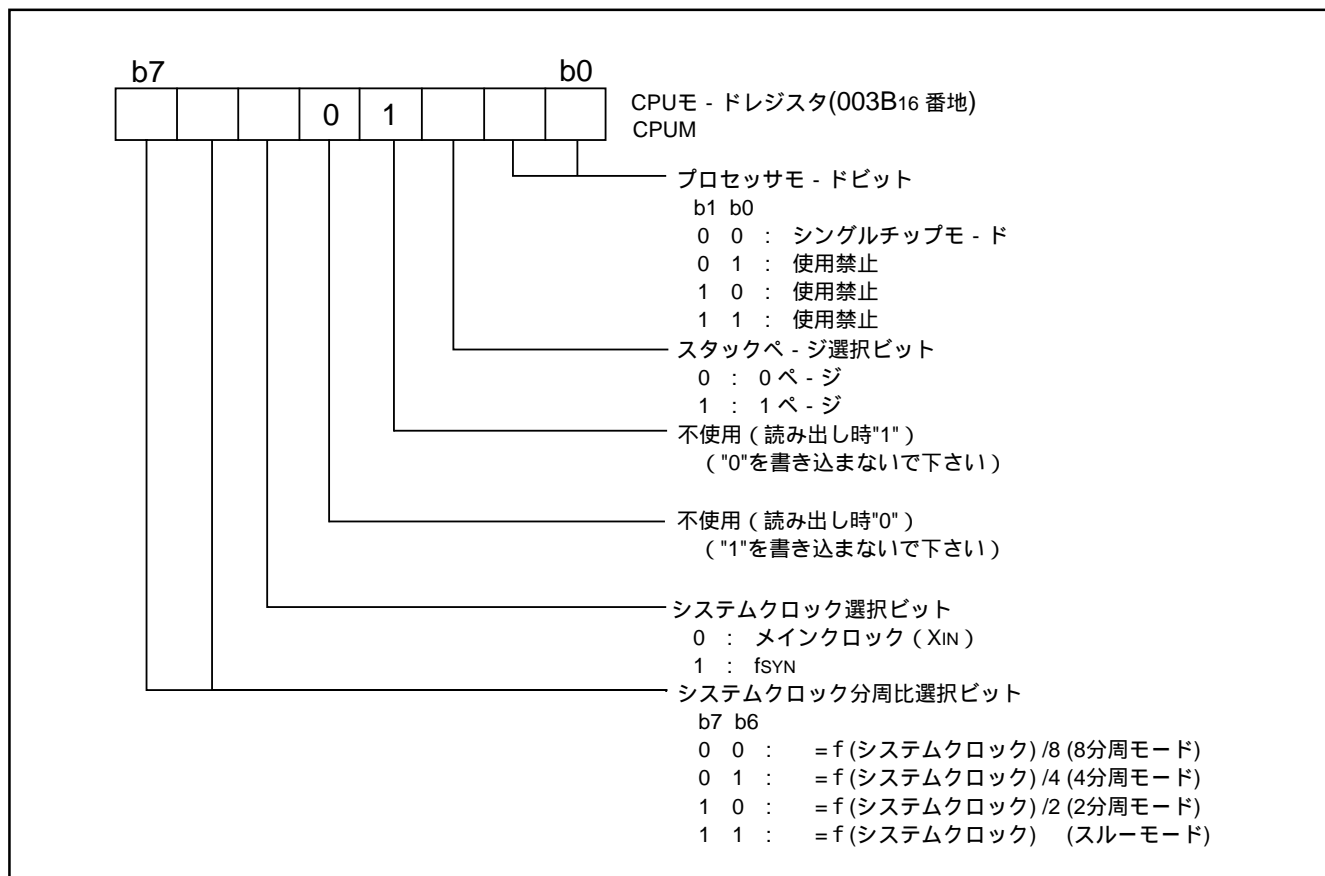 b7 b0
0 1
CPUモ - ドレジスタ(003B16 番地)
CPUM
プロセッサモ - ドビット
b1 b0
0 0 : シングルチップモ - ド
0 1 : 使用禁止
1 0 : 使用禁止
1 1 : 使用禁止
スタックペ - ジ選択ビット
0 : 0 ペ - ジ
1 : 1 ペ - ジ
不使用 ( 読み出し時"1" )
( "0"を書き込まないで下さい )
不使用 ( 読み出し時"0" )
( "1"を書き込まないで下さい )
システムクロック選択ビット
0 : メインクロック ( XIN )
1 : fSYN
システムクロック分周比選択ビット
b7 b6
0 0 : = f (システムクロック) /8 (8分周モード)
0 1 : = f (システムクロック) /4 (4分周モード)
1 0 : = f (システムクロック) /2 (2分周モード)
1 1 : = f (システムクロック) (スルーモード)